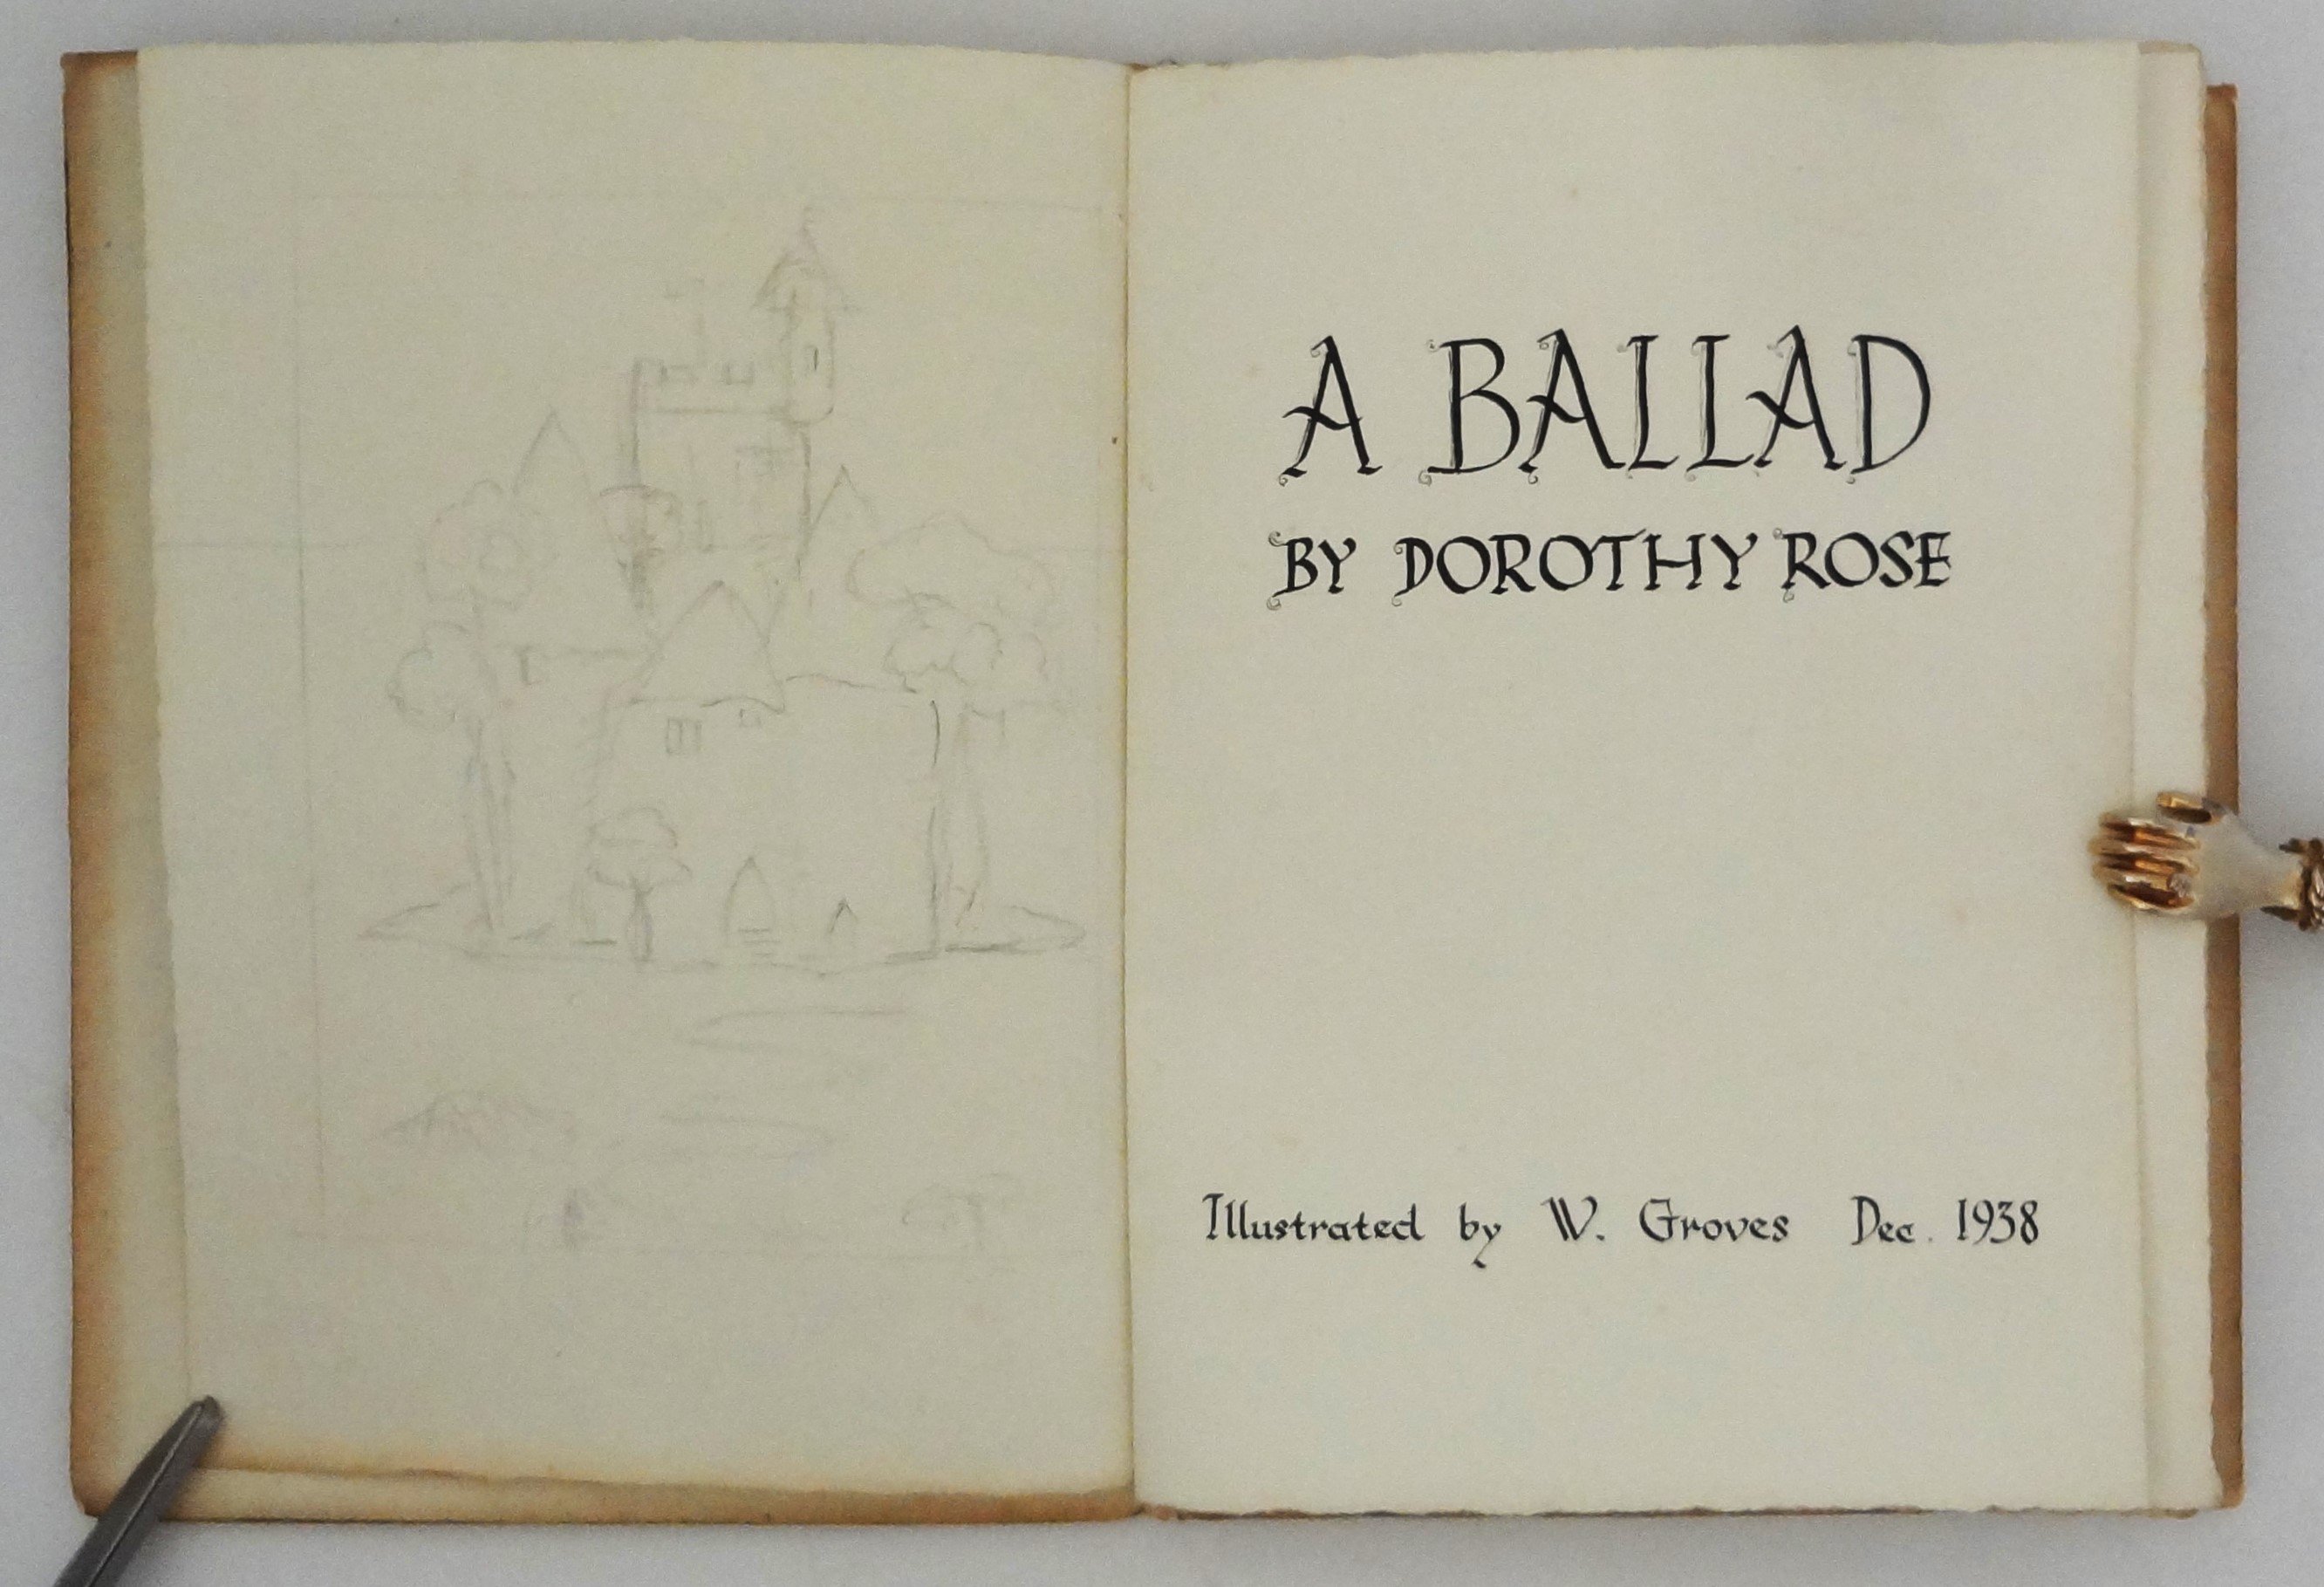 A BALLAD
BY DOROTHY ROSE
Illustrated by W. Groves Dec. 1938